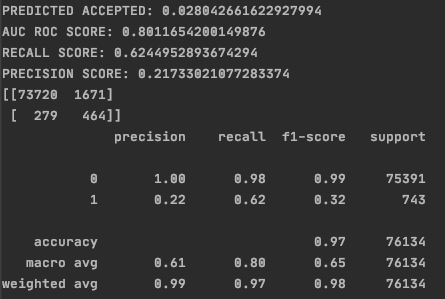 PREDICTED ACCEPTED: 0.028042661622927994
AUC ROC SCORE: 0.8011654200149876
RECALL SCORE: 0.6244952893674294
PRECISION SCORE: 0.21733021077283374
[[73720  1671]
 [  279   464]]
              precision    recall  f1-score   support

           0       1.00      0.98      0.99     75391
           1       0.22      0.62      0.32       743

    accuracy                           0.97     76134
   macro avg       0.61      0.80      0.65     76134
weighted avg       0.99      0.97      0.98     76134